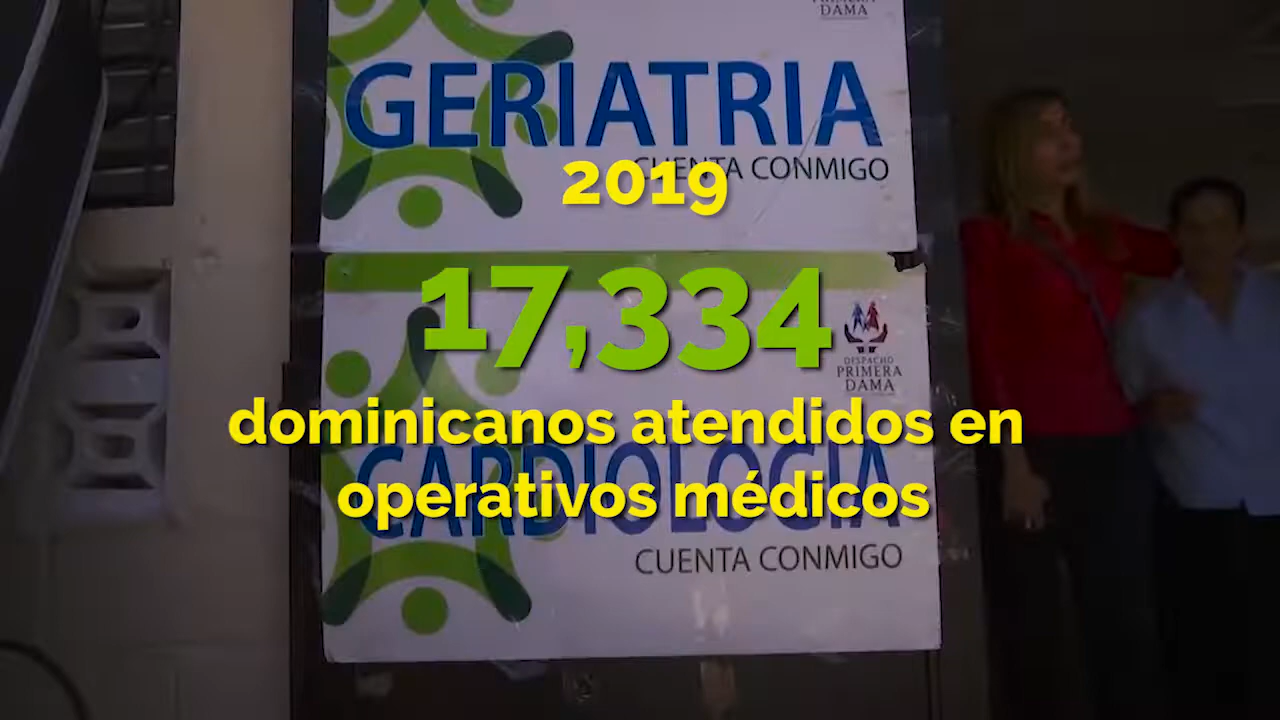 PRIMERA
DAMA
GERIATRIA
CUENTA CONMIGO
2019
17,334
DESPACHO
PRIMERA
DAMA
dominicanos atendidos en
CARDIOLOGIA
operativos médicos
CUENTA CONMIGO